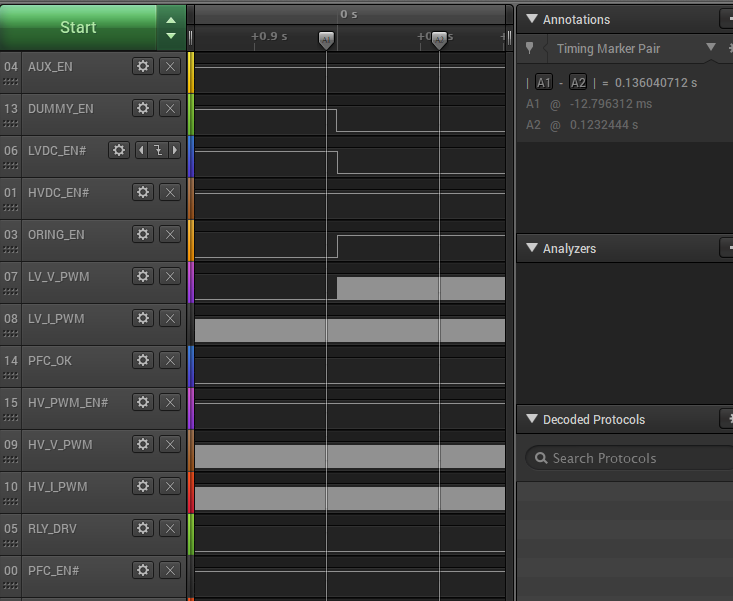 Start
0 s
+0.9 s
A1
A2
Annotations
Timing Marker Pair
| A1 - A2 | = 0.136040712 s
A1 @ -12.796312 ms
A2 @ 0.1232444 s
04 AUX_EN
13 DUMMY_EN
06 LVDC_EN#
01 HVDC_EN#
03 ORING_EN
07 LV_V_PWM
08 LV_I_PWM
14 PFC_OK
15 HV_PWM_EN#
09 HV_V_PWM
10 HV_I_PWM
05 RLY_DRV
00 PFC_EN#
Analyzers
Decoded Protocols
Search Protocols